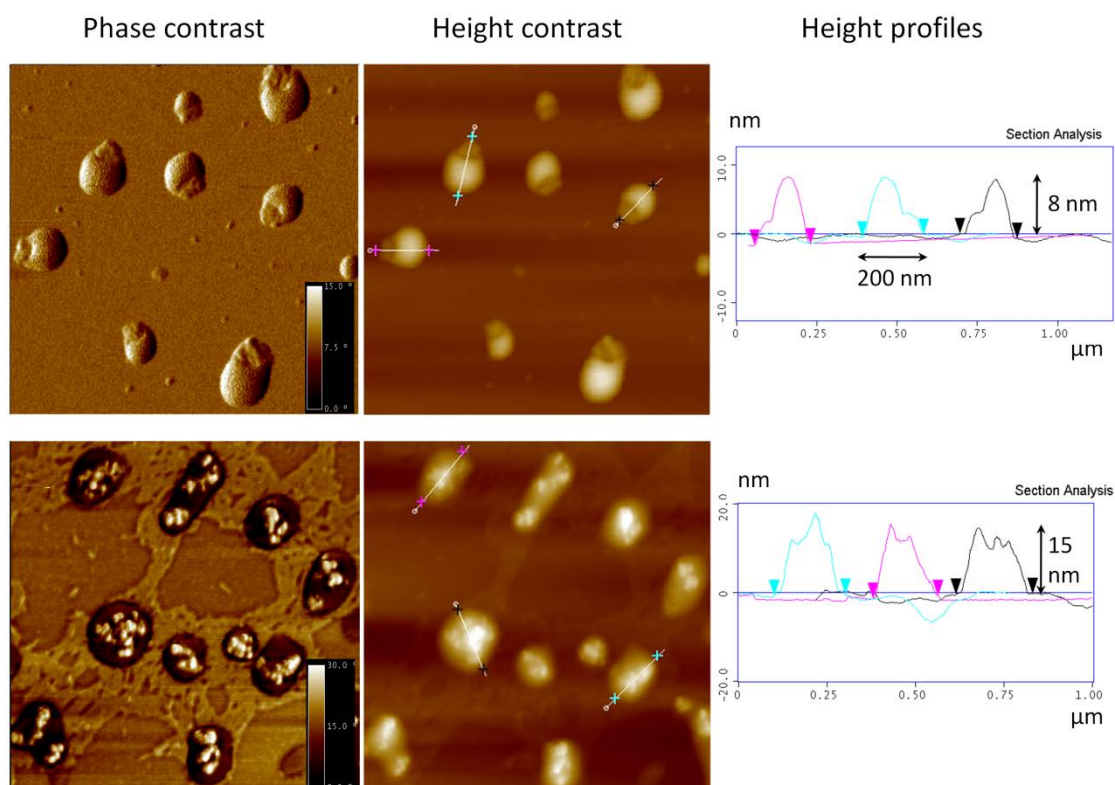 Phase contrast
Height contrast
Height profiles
nm
Section Analysis
10.0
0
-10.0
8 nm
200 nm
0
0.25
0.50
0.75
1.00
µm
15.0 °
7.5 °
0.0 °
nm
Section Analysis
20.0
0
-20.0
15
nm
0
0.25
0.50
0.75
1.00
µm
30.0 °
15.0 °